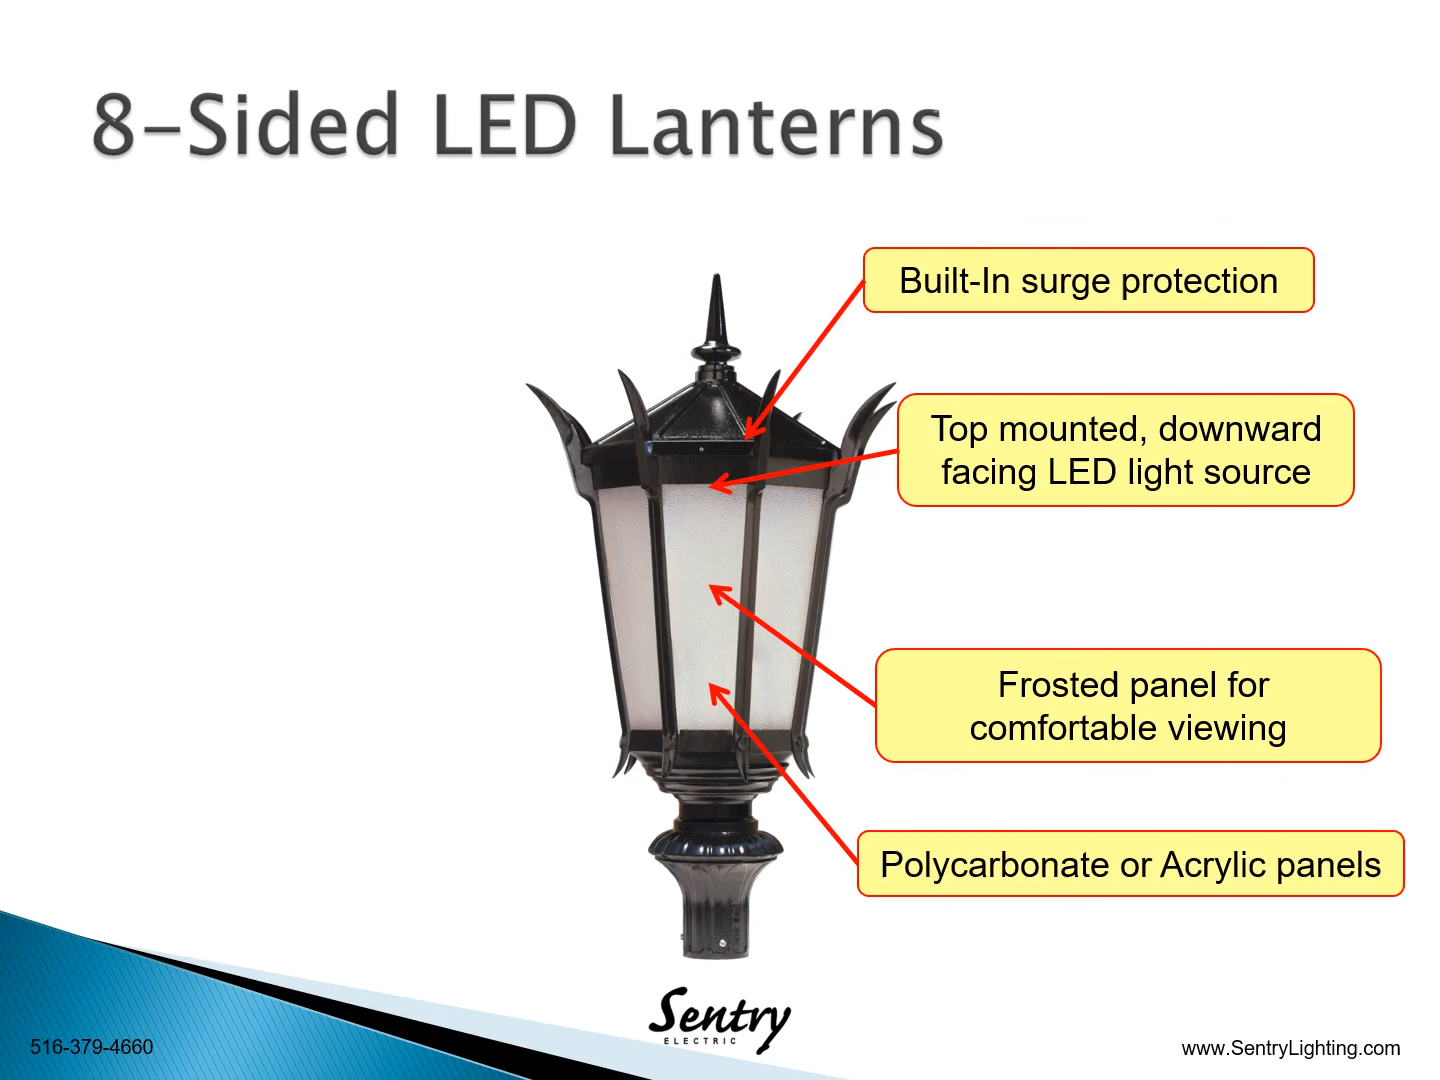 8-Sided LED Lanterns
Built-In surge protection
Top mounted, downward
facing LED light source
Frosted panel for
comfortable viewing
Polycarbonate or Acrylic panels
Sentry
ELECTRIC
516-379-4660
www.SentryLighting.com